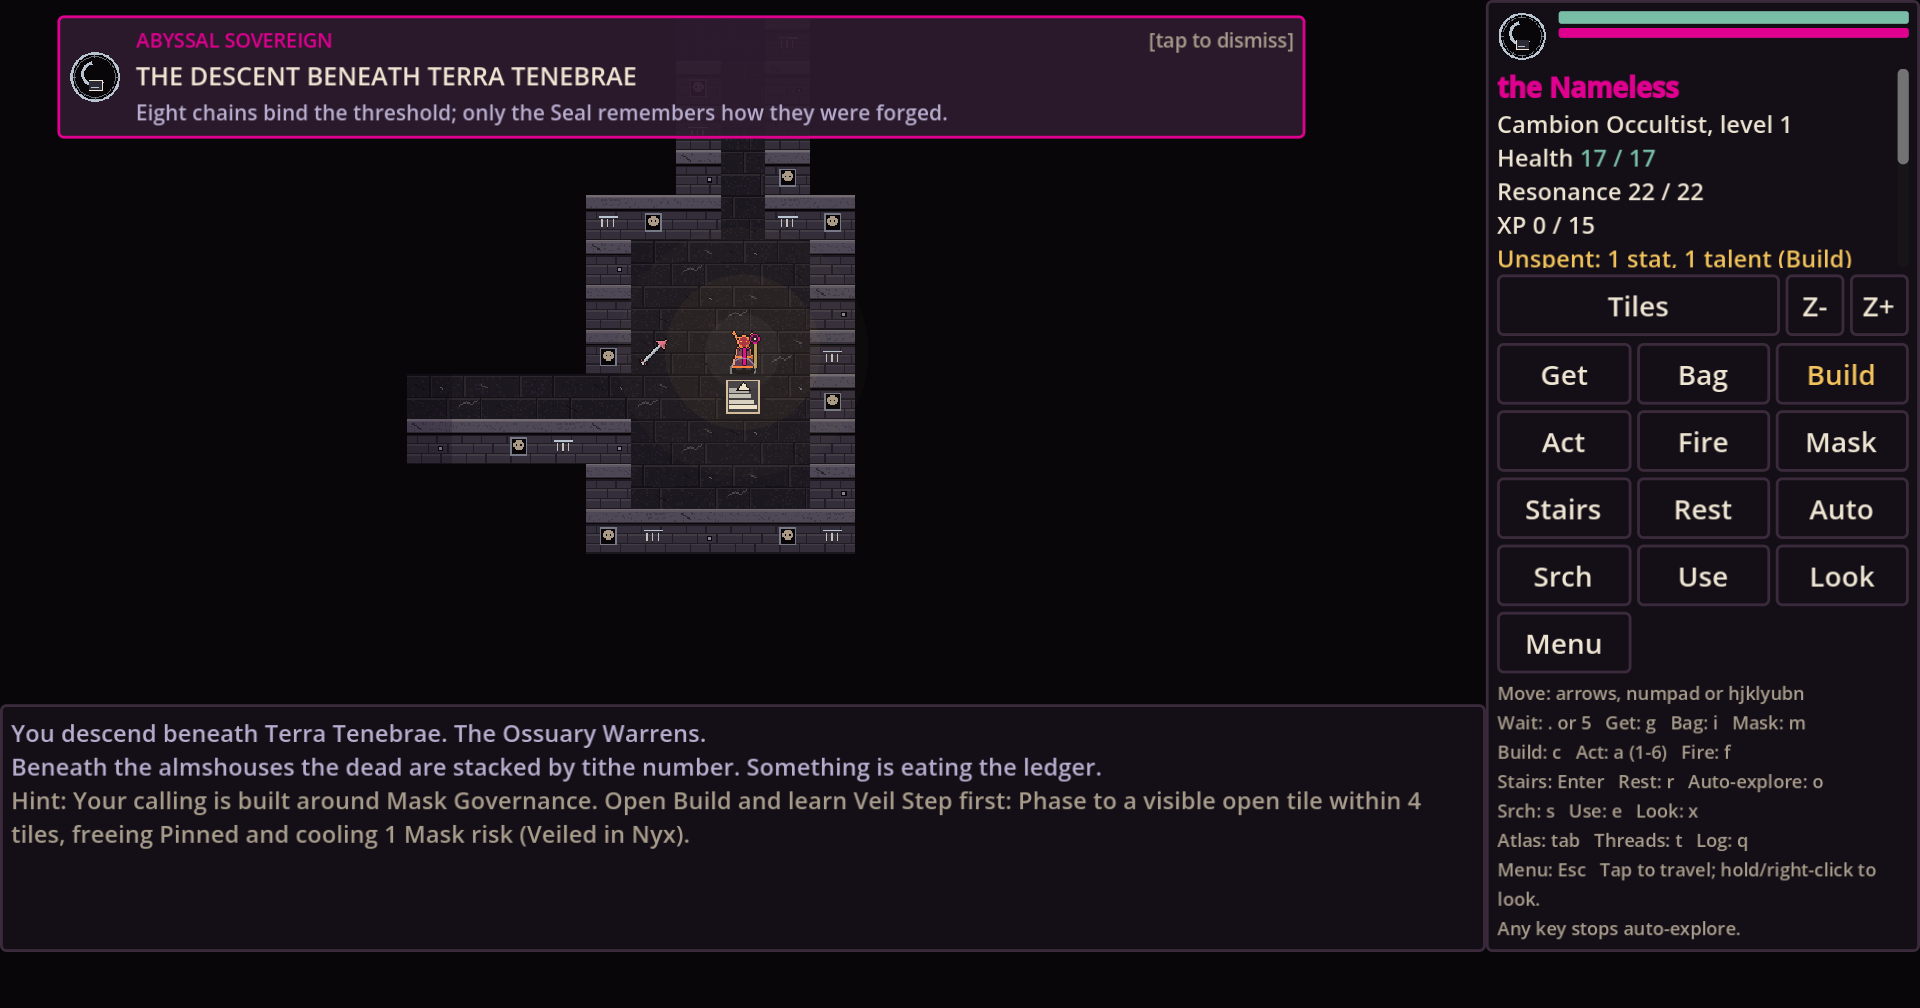 ABYSSAL SOVEREIGN
[tap to dismiss]
THE DESCENT BENEATH TERRA TENEBRAE
Eight chains bind the threshold; only the Seal remembers how they were forged.
the Nameless
Cambion Occultist, level 1
Health 17 / 17
Resonance 22 / 22
XP 0 / 15
Unspent: 1 stat, 1 talent (Build)
Tiles
Z-
Z+
Get
Bag
Build
Act
Fire
Mask
Stairs
Rest
Auto
Srch
Use
Look
Menu
Move: arrows, numpad or hjklyubn
Wait: . or 5 Get: g Bag: i Mask: m
Build: c Act: a (1-6) Fire: f
Stairs: Enter Rest: r Auto-explore: o
Srch: s Use: e Look: x
Atlas: tab Threads: t Log: q
Menu: Esc Tap to travel; hold/right-click to
look.
Any key stops auto-explore.
You descend beneath Terra Tenebrae. The Ossuary Warrens.
Beneath the almshouses the dead are stacked by tithe number. Something is eating the ledger.
Hint: Your calling is built around Mask Governance. Open Build and learn Veil Step first: Phase to a visible open tile within 4
tiles, freeing Pinned and cooling 1 Mask risk (Veiled in Nyx).